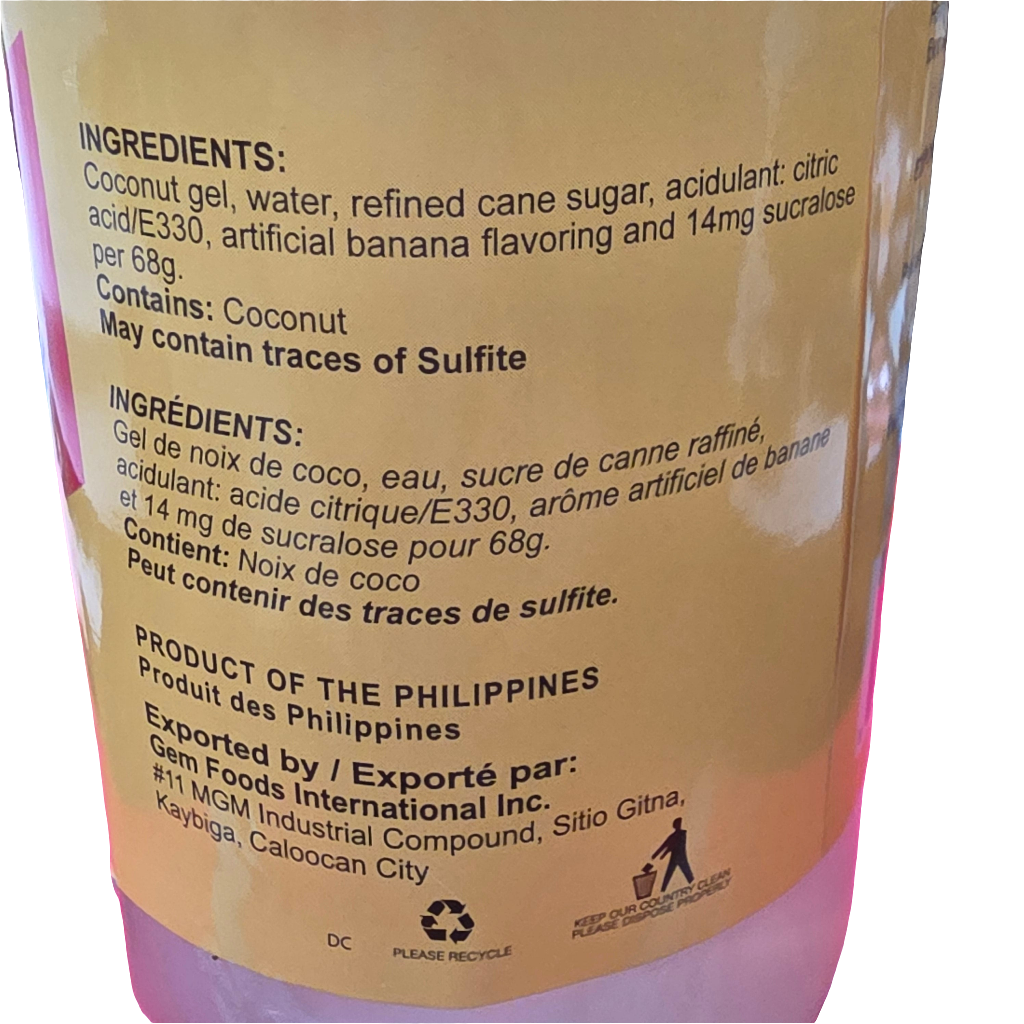 INGREDIENTS:
Coconut gel, water, refined cane sugar, acidulant: citric
acid/E330, artificial banana flavoring and 14mg sucralose
per 68g.
Contains: Coconut
May contain traces of Sulfite
INGRÉDIENTS:
Gel de noix de coco, eau, sucre de canne raffiné,
acidulant: acide citrique/E330, arôme artificiel de banane
et 14 mg de sucralose pour 68g.
Contient: Noix de coco
Peut contenir des traces de sulfite.
PRODUCT OF THE PHILIPPINES
Produit des Philippines
Exported by / Exporté par:
Gem Foods International Inc.
#11 MGM Industrial Compound, Sitio Gitna,
Kaybiga, Caloocan City
DC
PLEASE RECYCLE
KEEP OUR COUNTRY CLEAN
PLEASE DISPOSE PROPERLY